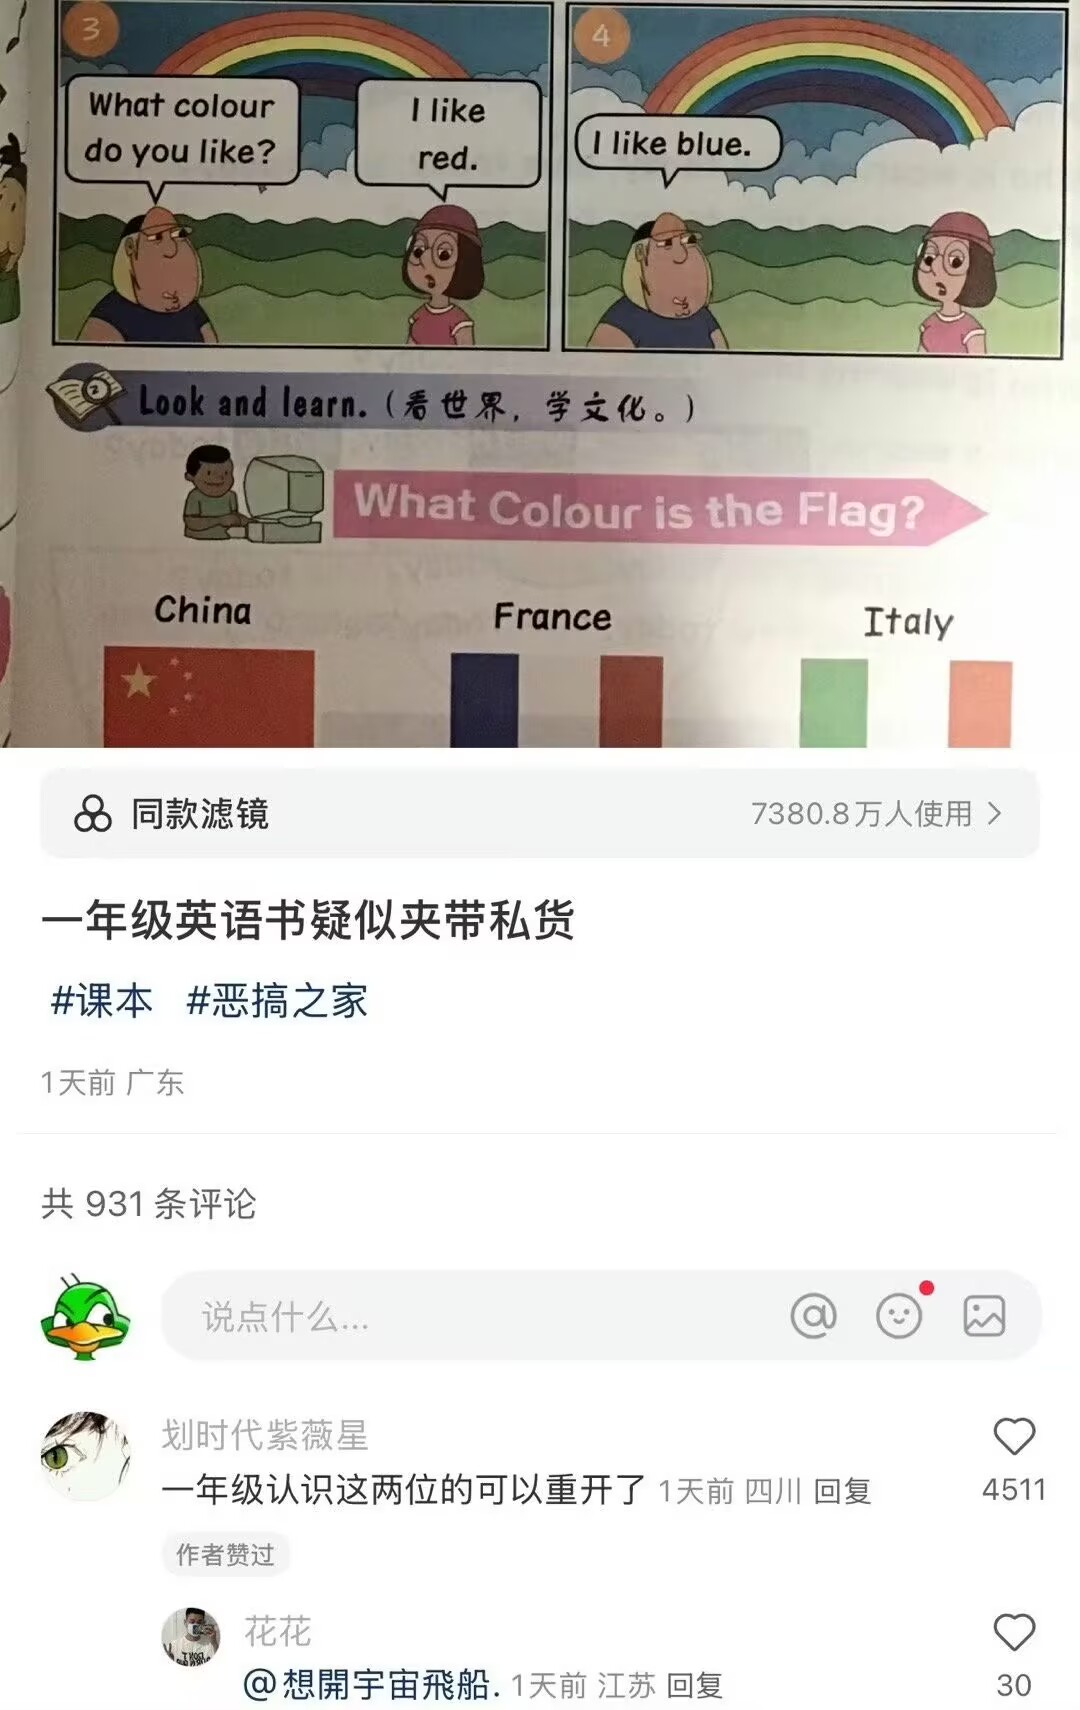 3
4
What colour
do you like?
I like
red.
I like blue.
Look and learn.(看世界，学文化。)
What Colour is the Flag?
China
France
Italy
同款滤镜
7380.8万人使用
一年级英语书疑似夹带私货
#课本 #恶搞之家
1天前 广东
共 931 条评论
说点什么...
划时代紫薇星
一年级认识这两位的可以重开了 1天前 四川 回复
4511
作者赞过
花花
@想開宇宙飛船. 1天前 江苏 回复
30